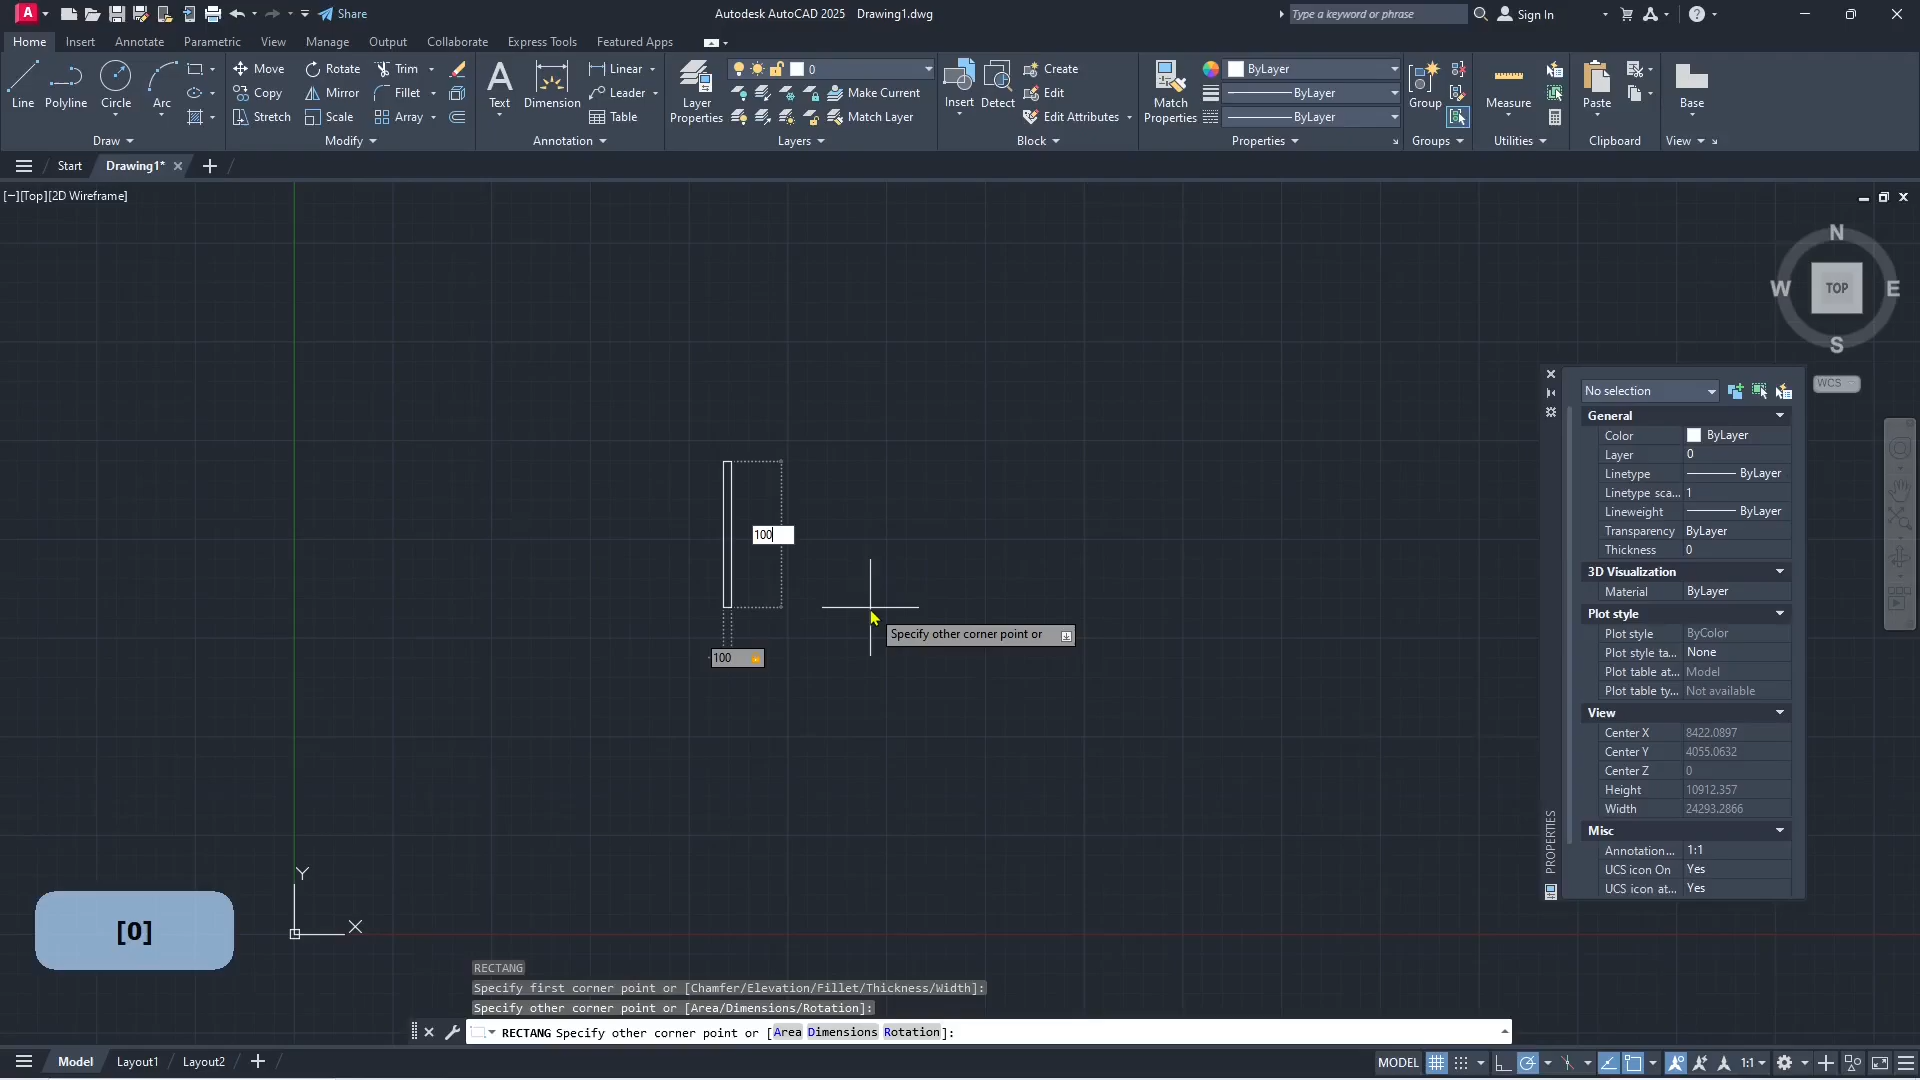 A Share Autodesk AutoCAD 2025 Drawing1.dwg Type a keyword or phrase Sign In
Home Insert Annotate Parametric View Manage Output Collaborate Express Tools Featured Apps
Line Polyline Circle Arc
Move Rotate Trim
Copy Mirror Fillet
Stretch Scale Array
Text Dimension
Linear
Leader
Table
Layer Properties
0
Make Current
Match Layer
Insert Detect
Create
Edit
Edit Attributes
Match Properties
ByLayer
ByLayer
ByLayer
Group
Measure
Paste
Base
Draw Modify Annotation Layers Block Properties Groups Utilities Clipboard View
Start Drawing1*
[−][Top][2D Wireframe]
N
W TOP E
S
WCS
No selection
General
Color ByLayer
Layer 0
Linetype ByLayer
Linetype sca... 1
Lineweight ByLayer
Transparency ByLayer
Thickness 0
3D Visualization
Material ByLayer
Plot style
Plot style ByColor
Plot style ta... None
Plot table at... Model
Plot table ty... Not available
View
Center X 8422.0897
Center Y 4055.0632
Center Z 0
Height 10912.357
Width 24293.2866
Misc
Annotation... 1:1
UCS icon On Yes
UCS icon at... Yes
PROPERTIES
100
Specify other corner point or
100
Y
X
[0]
RECTANG
Specify first corner point or [Chamfer/Elevation/Fillet/Thickness/Width]:
Specify other corner point or [Area/Dimensions/Rotation]:
RECTANG Specify other corner point or [Area Dimensions Rotation]:
Model Layout1 Layout2 MODEL 1:1